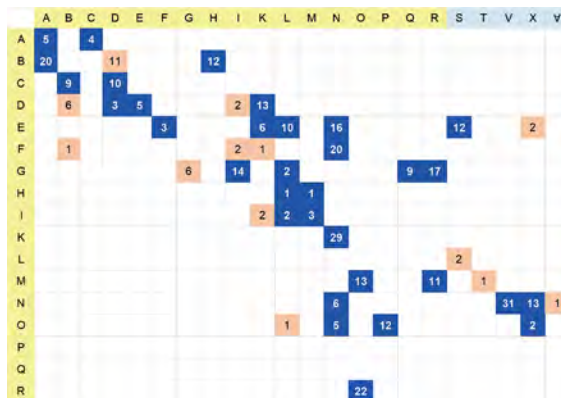 A B C D E F G H I K L M N O P Q R S T V X
A 5 4
B 20 11 12
C 9 10
D 6 3 5 2 13
E 3 6 10 16 12 2
F 1 2 1 20
G 6 14 2 9 17
H 1 1
I 2 2 3
K 29
L 2
M 13 11 1
N 6 31 13 1
O 1 5 12 2
P
Q
R 22